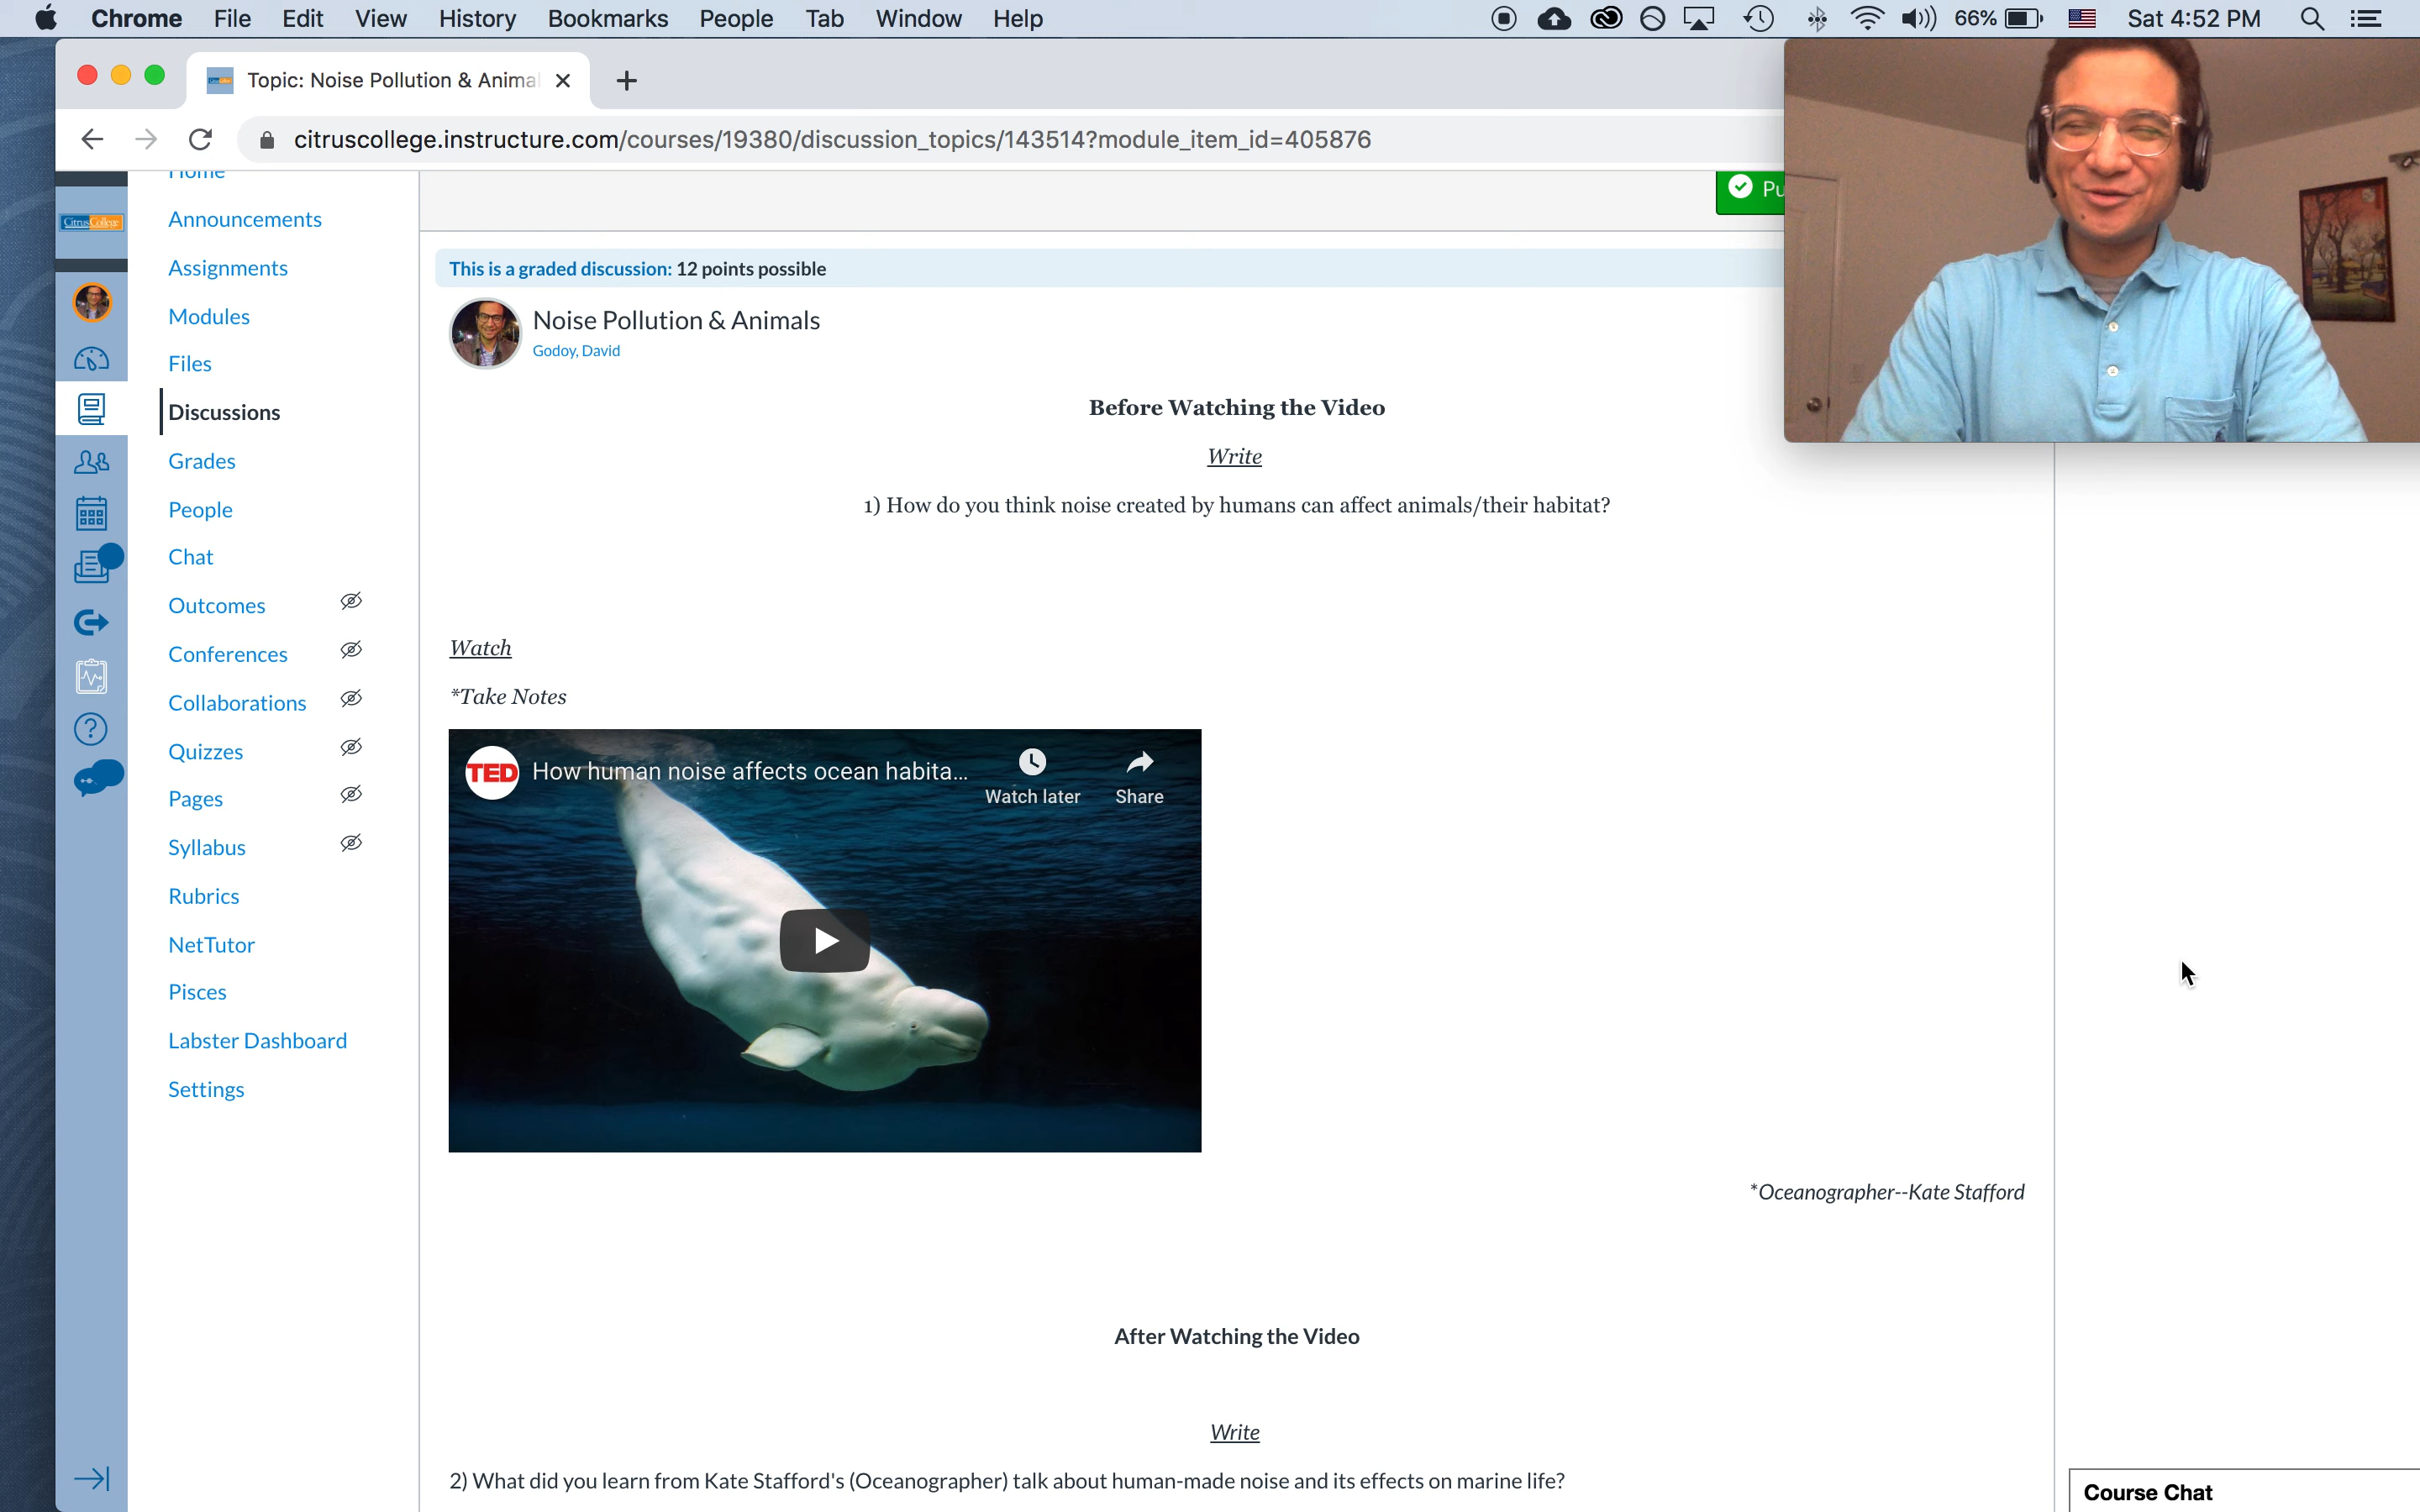 Chrome File Edit View History Bookmarks People Tab Window Help 66% Sat 4:52 PM
Topic: Noise Pollution & Anima
citruscollege.instructure.com/courses/19380/discussion_topics/143514?module_item_id=405876
CitrusCollege
Home
Announcements
Assignments
Modules
Files
Discussions
Grades
People
Chat
Outcomes
Conferences
Collaborations
Quizzes
Pages
Syllabus
Rubrics
NetTutor
Pisces
Labster Dashboard
Settings
Pu
This is a graded discussion: 12 points possible
Noise Pollution & Animals
Godoy, David
Before Watching the Video
Write
1) How do you think noise created by humans can affect animals/their habitat?
Watch
*Take Notes
TED How human noise affects ocean habita...
Watch later Share
*Oceanographer--Kate Stafford
After Watching the Video
Write
2) What did you learn from Kate Stafford's (Oceanographer) talk about human-made noise and its effects on marine life?
Course Chat